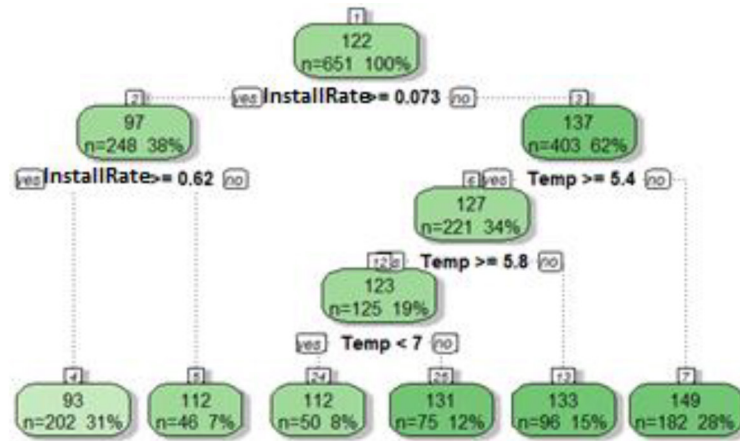 1
122
n=651 100%
yes InstallRate>= 0.073 no
2
97
n=248 38%
3
137
n=403 62%
yes InstallRate>= 0.62 no
6
yes Temp >= 5.4 no
127
n=221 34%
12
Temp >= 5.8 no
123
n=125 19%
yes Temp < 7 no
4
93
n=202 31%
5
112
n=46 7%
24
112
n=50 8%
25
131
n=75 12%
13
133
n=96 15%
7
149
n=182 28%